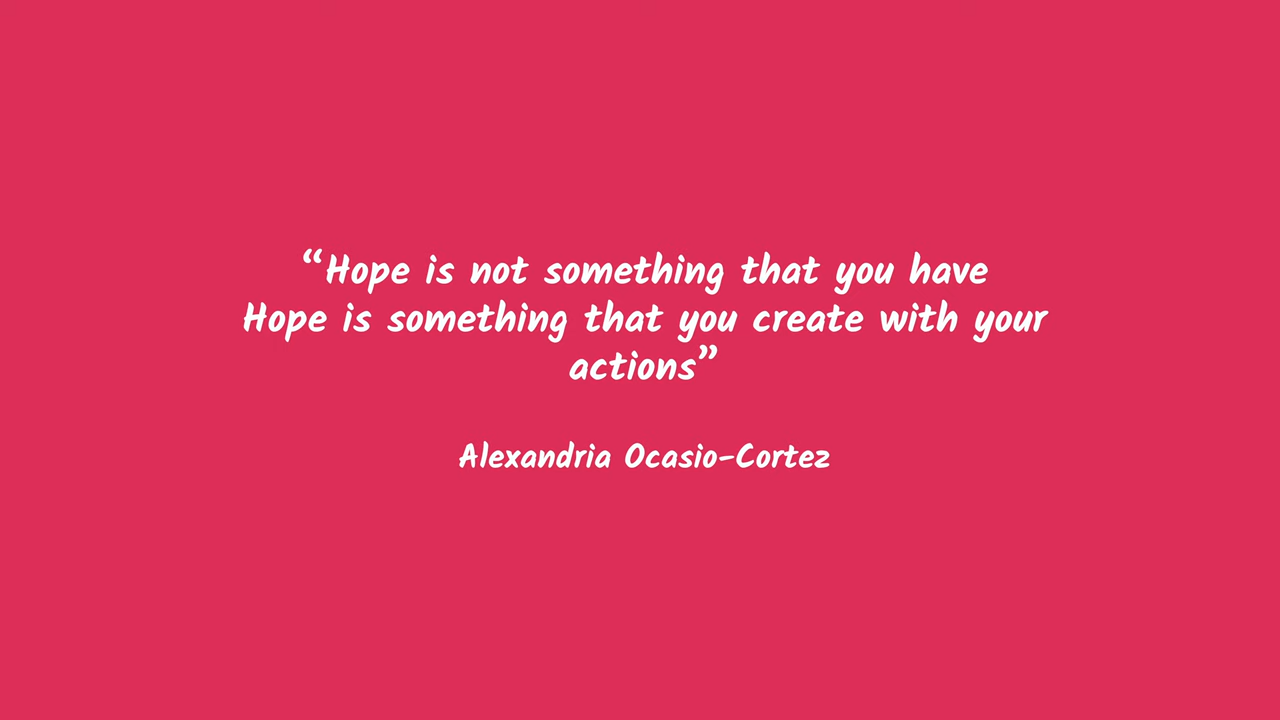 “Hope is not something that you have
Hope is something that you create with your
actions”
Alexandria Ocasio-Cortez